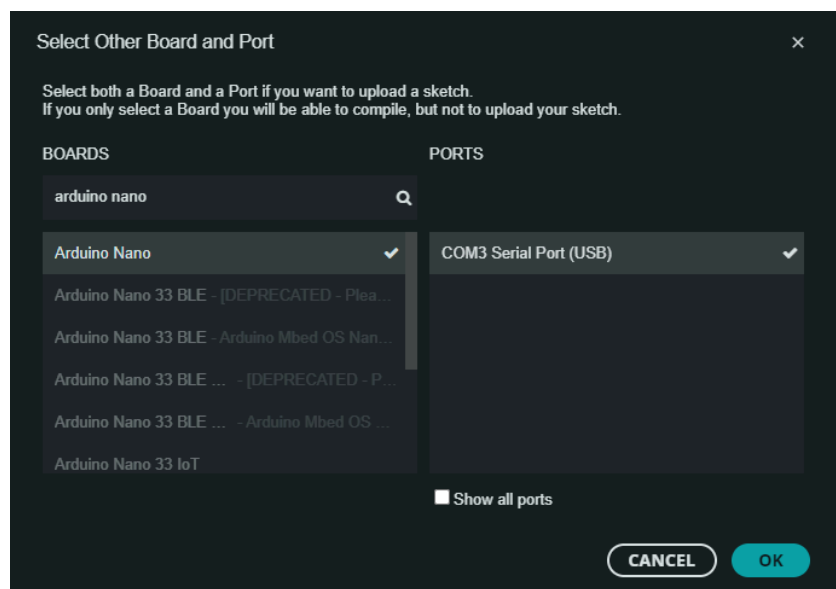 Select Other Board and Port
Select both a Board and a Port if you want to upload a sketch.
If you only select a Board you will be able to compile, but not to upload your sketch.
BOARDS
PORTS
arduino nano
Arduino Nano
COM3 Serial Port (USB)
Arduino Nano 33 BLE - [DEPRECATED - Plea...
Arduino Nano 33 BLE - Arduino Mbed OS Nan...
Arduino Nano 33 BLE ... - [DEPRECATED - P...
Arduino Nano 33 BLE ... - Arduino Mbed OS ...
Arduino Nano 33 IoT
Show all ports
CANCEL
OK